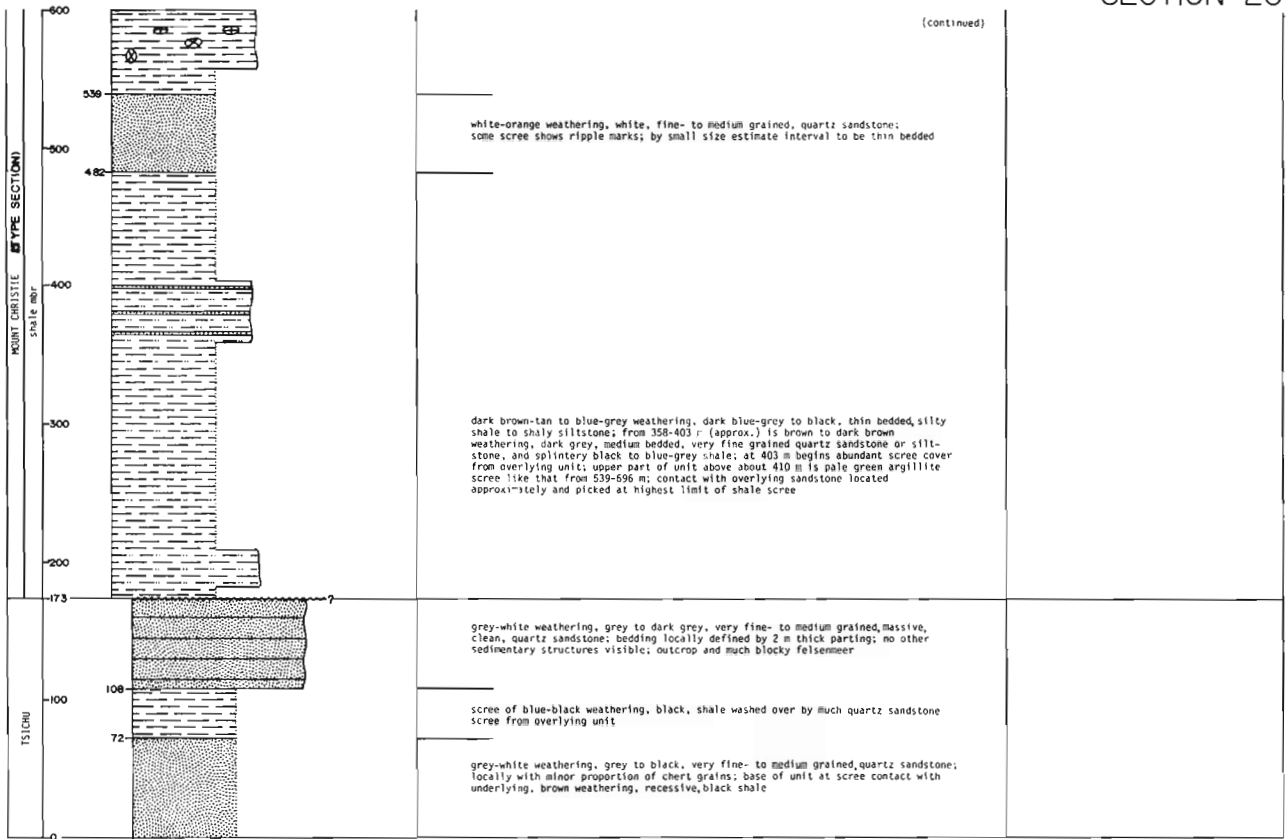 SECTION 26
600
(continued)
539
white-orange weathering, white, fine- to medium grained, quartz sandstone;
some scree shows ripple marks; by small size estimate interval to be thin bedded
500
482
MOUNT CHRISTIE (TYPE SECTION)
shale mbr
400
300
dark brown-tan to blue-grey weathering, dark blue-grey to black, thin bedded, silty
shale to shaly siltstone; from 358-403 (approx.) is brown to dark brown
weathering, dark grey, medium bedded, very fine grained quartz sandstone or silt-
stone, and splintery black to blue-grey shale; at 403 m begins abundant scree cover
from overlying unit; upper part of unit above about 410 m is pale green argillite
scree like that from 539-696 m; contact with overlying sandstone located
approximately and picked at highest limit of shale scree
200
173
?
grey-white weathering, grey to dark grey, very fine- to medium grained, massive,
clean, quartz sandstone; bedding locally defined by 2 m thick parting; no other
sedimentary structures visible; outcrop and much blocky felsenmeer
108
100
TSICHU
scree of blue-black weathering, black, shale washed over by much quartz sandstone
scree from overlying unit
72
grey-white weathering, grey to black, very fine- to medium grained, quartz sandstone;
locally with minor proportion of chert grains; base of unit at scree contact with
underlying, brown weathering, recessive, black shale
0